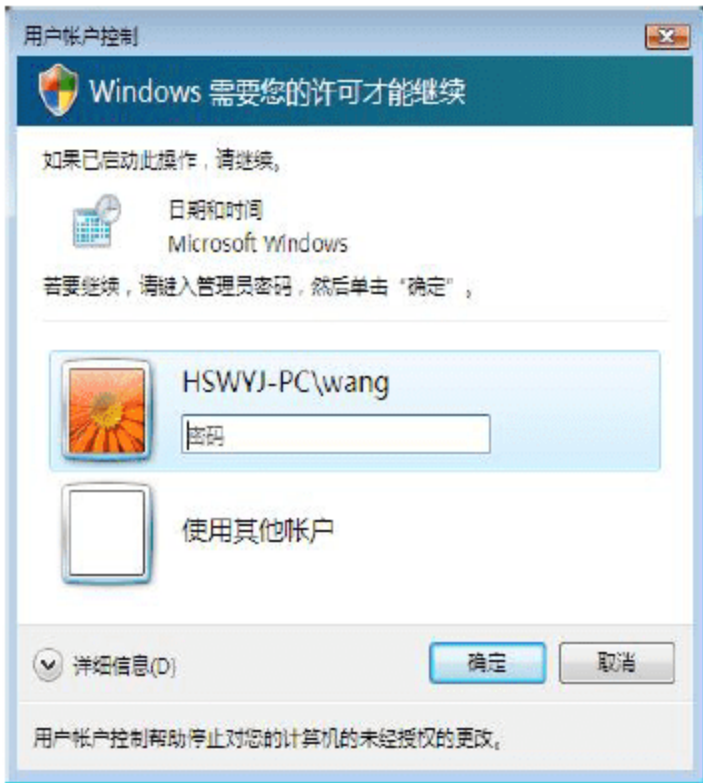 用户帐户控制
Windows 需要您的许可才能继续
如果已启动此操作，请继续。
日期和时间
Microsoft Windows
若要继续，请键入管理员密码，然后单击“确定”。
HSWYJ-PC\wang
密码
使用其他帐户
详细信息(D)
确定
取消
用户帐户控制帮助停止对您的计算机的未经授权的更改。